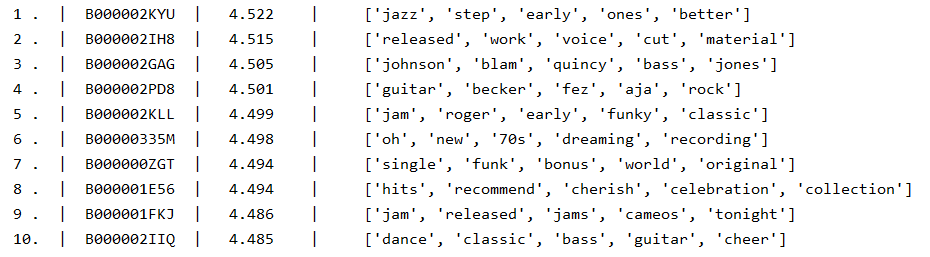 1 . | B000002KYU | 4.522 | ['jazz', 'step', 'early', 'ones', 'better']
2 . | B000002IH8 | 4.515 | ['released', 'work', 'voice', 'cut', 'material']
3 . | B000002GAG | 4.505 | ['johnson', 'blam', 'quincy', 'bass', 'jones']
4 . | B000002PD8 | 4.501 | ['guitar', 'becker', 'fez', 'aja', 'rock']
5 . | B000002KLL | 4.499 | ['jam', 'roger', 'early', 'funky', 'classic']
6 . | B00000335M | 4.498 | ['oh', 'new', '70s', 'dreaming', 'recording']
7 . | B000000ZGT | 4.494 | ['single', 'funk', 'bonus', 'world', 'original']
8 . | B000001E56 | 4.494 | ['hits', 'recommend', 'cherish', 'celebration', 'collection']
9 . | B000001FKJ | 4.486 | ['jam', 'released', 'jams', 'cameos', 'tonight']
10. | B000002IIQ | 4.485 | ['dance', 'classic', 'bass', 'guitar', 'cheer']